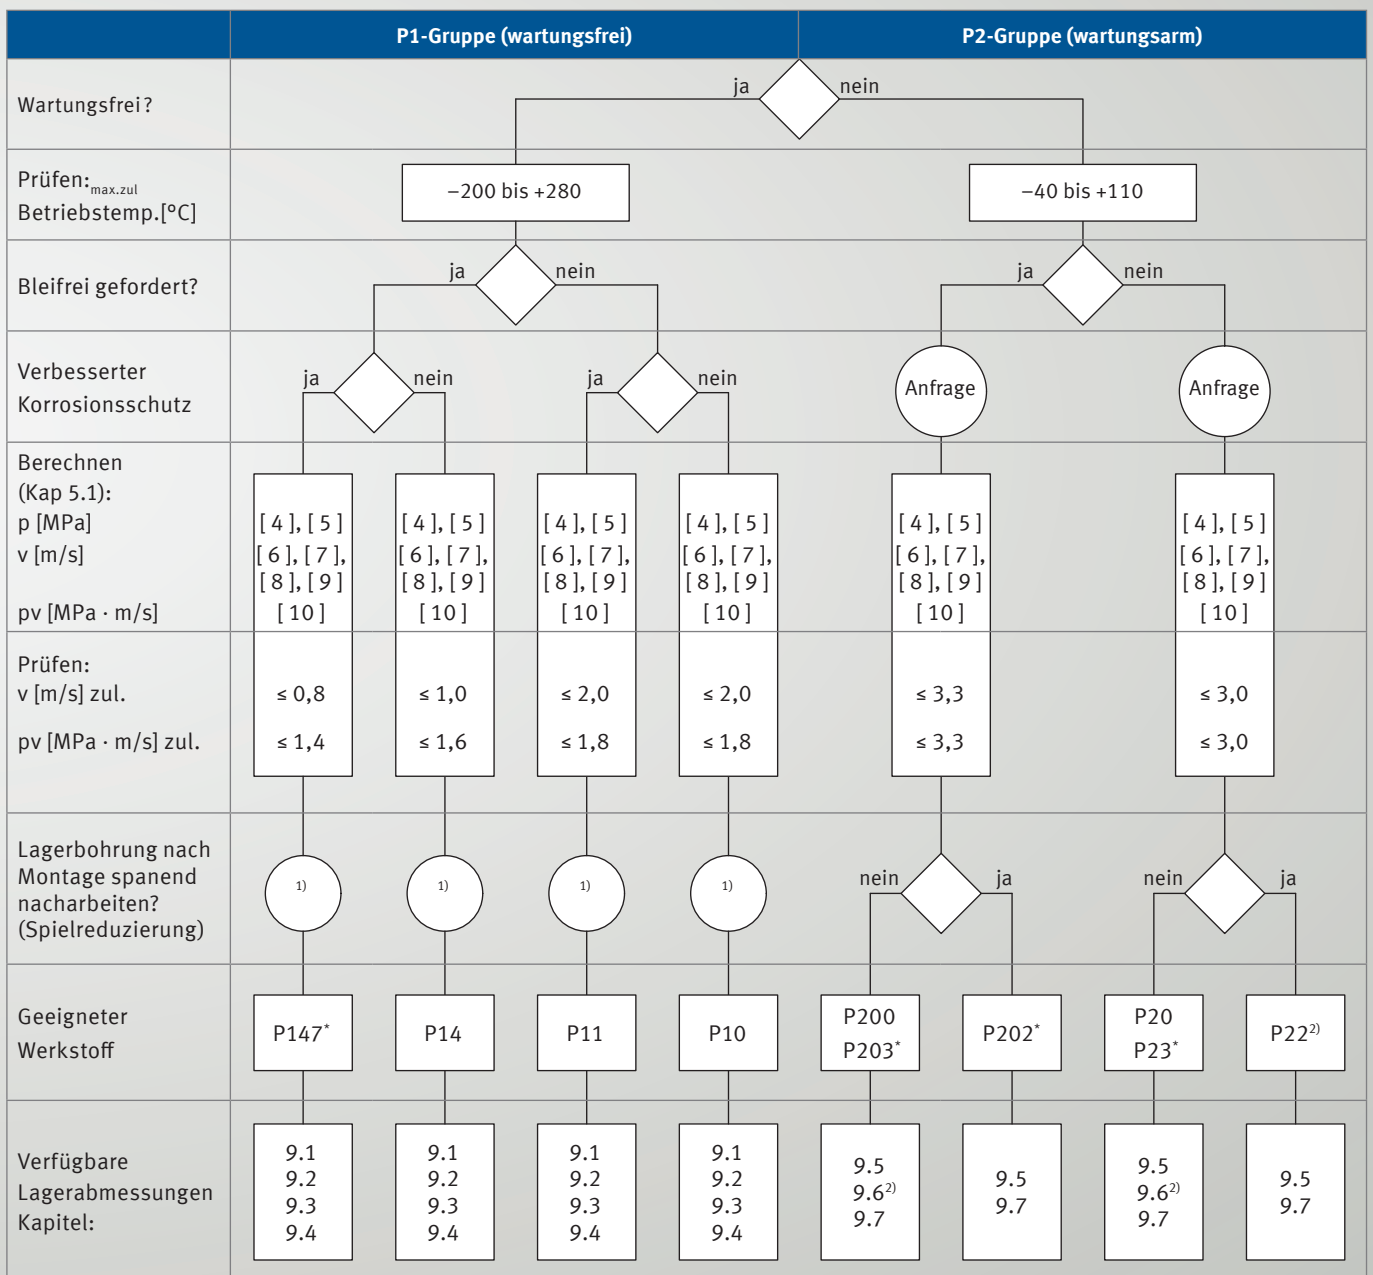 P1-Gruppe (wartungsfrei) P2-Gruppe (wartungsarm)
Wartungsfrei?
ja nein
Prüfen:max.zul
Betriebstemp.[°C]
–200 bis +280 –40 bis +110
Bleifrei gefordert?
ja nein ja nein
Verbesserter
Korrosionsschutz
ja nein ja nein Anfrage Anfrage
Berechnen
(Kap 5.1):
p [MPa] [ 4 ], [ 5 ] [ 4 ], [ 5 ] [ 4 ], [ 5 ] [ 4 ], [ 5 ] [ 4 ], [ 5 ] [ 4 ], [ 5 ]
v [m/s] [ 6 ], [ 7 ], [ 6 ], [ 7 ], [ 6 ], [ 7 ], [ 6 ], [ 7 ], [ 6 ], [ 7 ], [ 6 ], [ 7 ],
[ 8 ], [ 9 ] [ 8 ], [ 9 ] [ 8 ], [ 9 ] [ 8 ], [ 9 ] [ 8 ], [ 9 ] [ 8 ], [ 9 ]
pv [MPa · m/s] [ 10 ] [ 10 ] [ 10 ] [ 10 ] [ 10 ] [ 10 ]
Prüfen:
v [m/s] zul. ≤ 0,8 ≤ 1,0 ≤ 2,0 ≤ 2,0 ≤ 3,3 ≤ 3,0
pv [MPa · m/s] zul. ≤ 1,4 ≤ 1,6 ≤ 1,8 ≤ 1,8 ≤ 3,3 ≤ 3,0
Lagerbohrung nach
Montage spanend
nacharbeiten?
(Spielreduzierung)
1) 1) 1) 1) nein ja nein ja
Geeigneter
Werkstoff
P147* P14 P11 P10 P200 P202* P20 P22²⁾
P203* P23*
Verfügbare
Lagerabmessungen
Kapitel:
9.1 9.1 9.1 9.1 9.5 9.5 9.5 9.5
9.2 9.2 9.2 9.2 9.6²⁾ 9.7 9.6²⁾ 9.7
9.3 9.3 9.3 9.3 9.7 9.7
9.4 9.4 9.4 9.4